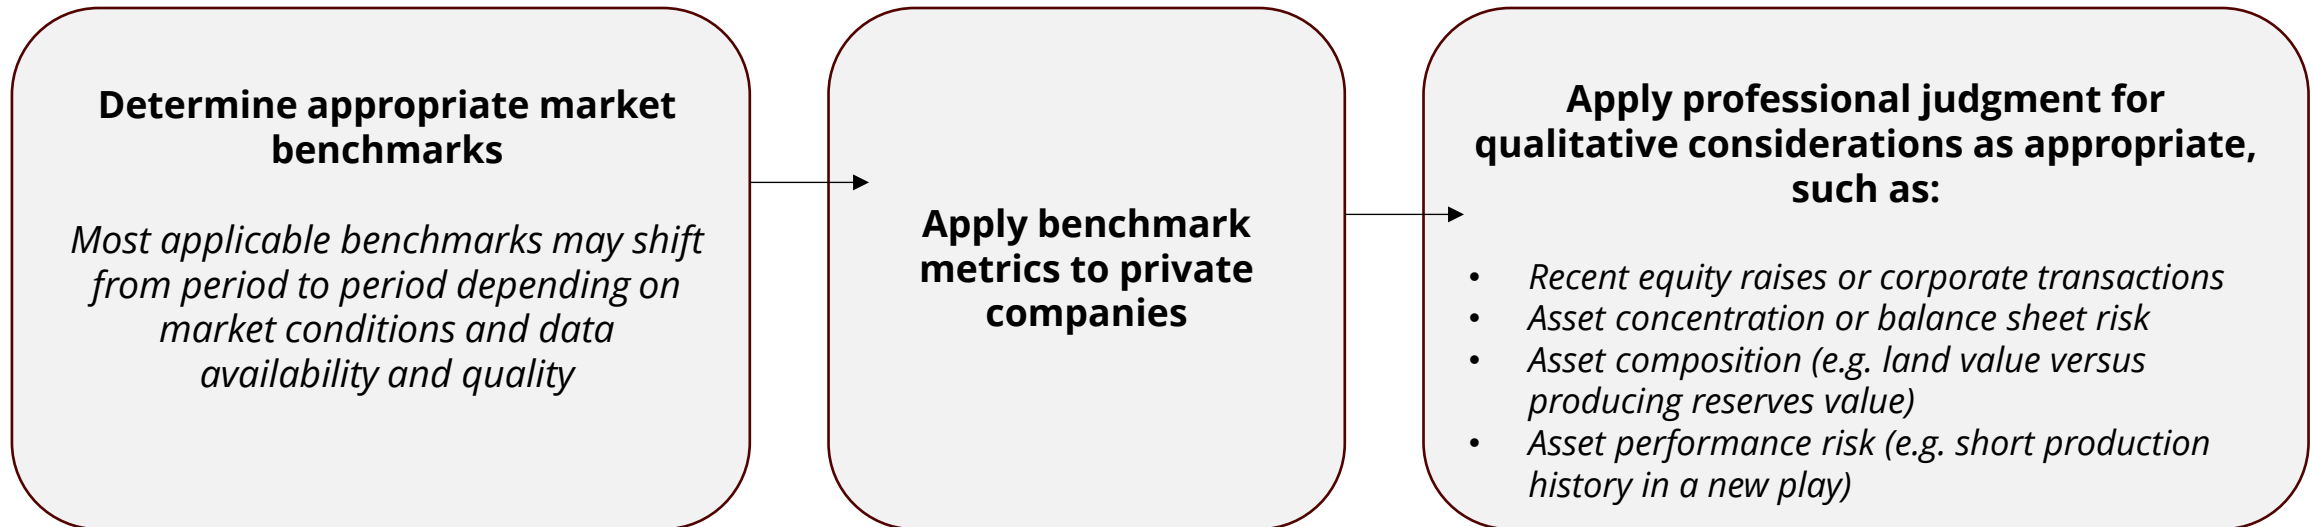 Determine appropriate market
benchmarks
Most applicable benchmarks may shift
from period to period depending on
market conditions and data
availability and quality
Apply benchmark
metrics to private
companies
Apply professional judgment for
qualitative considerations as appropriate,
such as:
• Recent equity raises or corporate transactions
• Asset concentration or balance sheet risk
• Asset composition (e.g. land value versus
producing reserves value)
• Asset performance risk (e.g. short production
history in a new play)